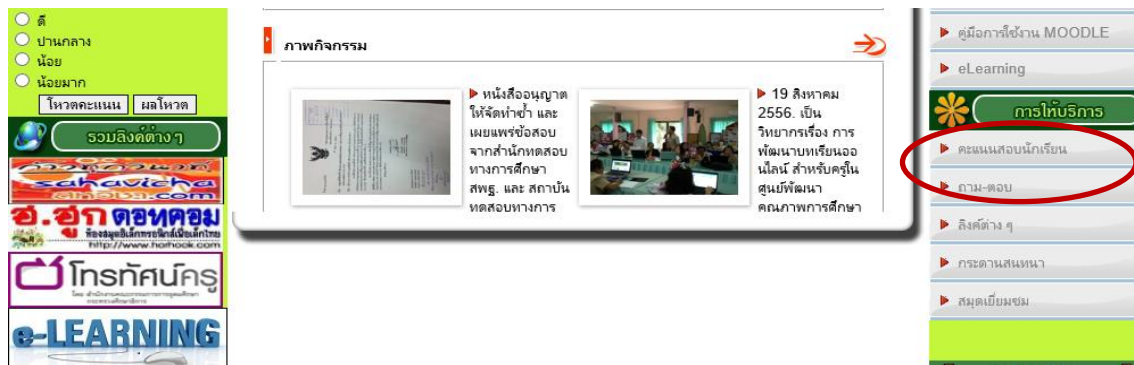 ดี
ปานกลาง
น้อย
น้อยมาก
โหวตคะแนน ผลโหวต
รวมลิงค์ต่าง ๆ
sahavicha
.com
ฮ.ฮูก ดอทคอม
ห้องสมุดอิเล็กทรอนิกส์เพื่อเด็กไทย
http://www.horhook.com
โทรทัศน์ครู
e-LEARNING
ภาพกิจกรรม
หนังสืออนุญาต
ให้จัดทำซ้ำ และ
เผยแพร่ข้อสอบ
จากสำนักทดสอบ
ทางการศึกษา
สพฐ. และ สถาบัน
ทดสอบทางการ
19 สิงหาคม
2556. เป็น
วิทยากรเรื่อง การ
พัฒนาบทเรียนออ
นไลน์ สำหรับครูใน
ศูนย์พัฒนา
คุณภาพการศึกษา
คู่มือการใช้งาน MOODLE
eLearning
การให้บริการ
คะแนนสอบนักเรียน
ถาม-ตอบ
ลิงค์ต่าง ๆ
กระดานสนทนา
สมุดเยี่ยมชม